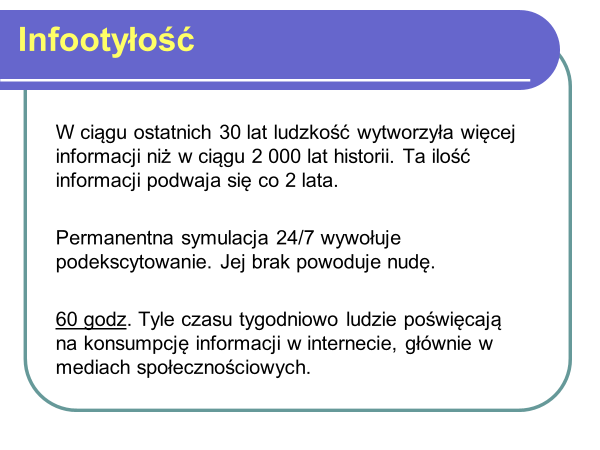 Infootyłość
W ciągu ostatnich 30 lat ludzkość wytworzyła więcej
informacji niż w ciągu 2 000 lat historii. Ta ilość
informacji podwaja się co 2 lata.
Permanentna symulacja 24/7 wywołuje
podekscytowanie. Jej brak powoduje nudę.
60 godz. Tyle czasu tygodniowo ludzie poświęcają
na konsumpcję informacji w internecie, głównie w
mediach społecznościowych.